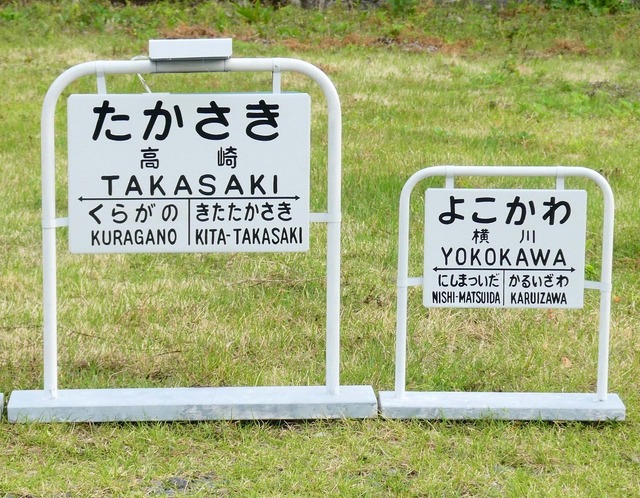 たかさき
高崎
TAKASAKI
くらがの きたたかさき
KURAGANO KITA-TAKASAKI
よこかわ
横川
YOKOKAWA
にしまついだ かるいざわ
NISHI-MATSUIDA KARUIZAWA